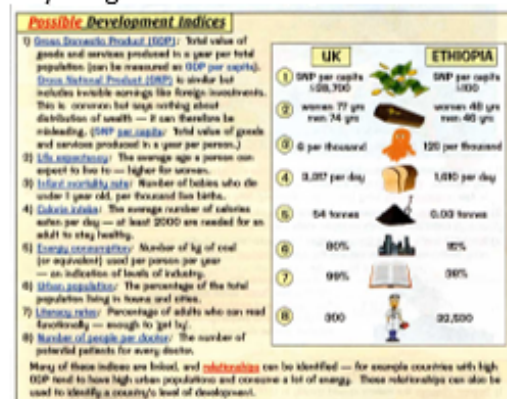 Possible Development Indices
1) Gross Domestic Product (GDP): Total value of
goods and services produced in a year per total
population (can be measured as GDP per capita).
Gross National Product (GNP) is similar but
includes invisible earnings like foreign investments.
This is common but says nothing about
distribution of wealth — it can therefore be
misleading. (GNP per capita: Total value of goods
and services produced in a year per person.)
2) Life expectancy: The average age a person can
expect to live to — higher for women.
3) Infant mortality rate: Number of babies who die
under 1 year old, per thousand live births.
4) Calorie intake: The average number of calories
eaten per day — at least 2000 are needed for an
adult to stay healthy.
5) Energy consumption: Number of kg of coal
(or equivalent) used per person per year
— an indication of levels of industry.
6) Urban population: The percentage of the total
population living in towns and cities.
7) Literacy rates: Percentage of adults who can read
functionally — enough to 'get by'.
8) Number of people per doctor: The number of
potential patients for every doctor.
UK ETHIOPIA
1 GNP per capita GNP per capita
2 women 77 yrs women 48 yrs
men 74 yrs men 46 yrs
3 6 per thousand 120 per thousand
4 3,317 per day 1,610 per day
5 54 tonnes 0.03 tonnes
6 80%
7 99%
8 300 32,500
Many of these indices are linked, and relationships can be identified — for example countries with high
GDP tend to have high urban populations and consume a lot of energy. These relationships can also be
used to identify a country's level of development.